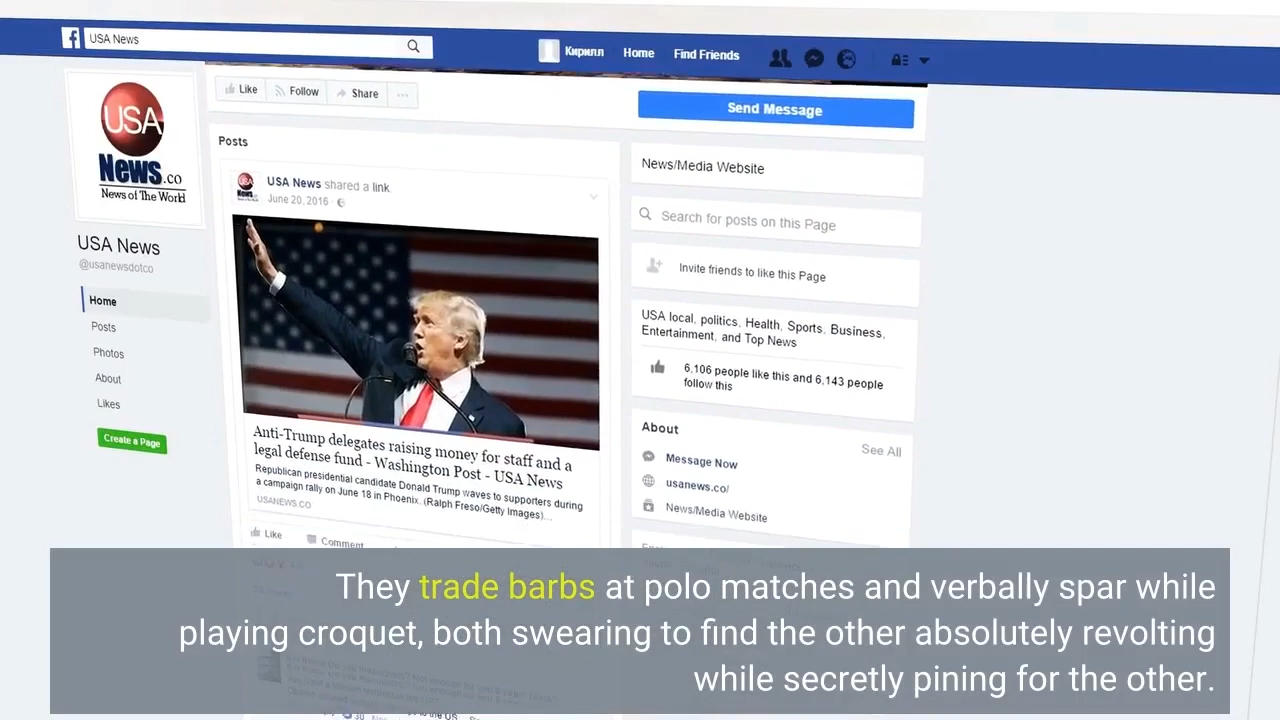 USA News
Кирилл
Home
Find Friends
USA
News.co
News of The World
USA News
@usanewsdotco
Home
Posts
Photos
About
Likes
Create a Page
Like
Follow
Share
Send Message
Posts
USA News shared a link
June 20, 2016
Anti-Trump delegates raising money for staff and a
legal defense fund - Washington Post - USA News
Republican presidential candidate Donald Trump waves to supporters during
a campaign rally on June 18 in Phoenix. (Ralph Freso/Getty Images)...
USANEWS.CO
Like
Comment
News/Media Website
Search for posts on this Page
Invite friends to like this Page
USA local, politics, Health, Sports, Business,
Entertainment, and Top News
6,106 people like this and 6,143 people
follow this
About
See All
Message Now
usanews.co/
News/Media Website
They trade barbs at polo matches and verbally spar while
playing croquet, both swearing to find the other absolutely revolting
while secretly pining for the other.